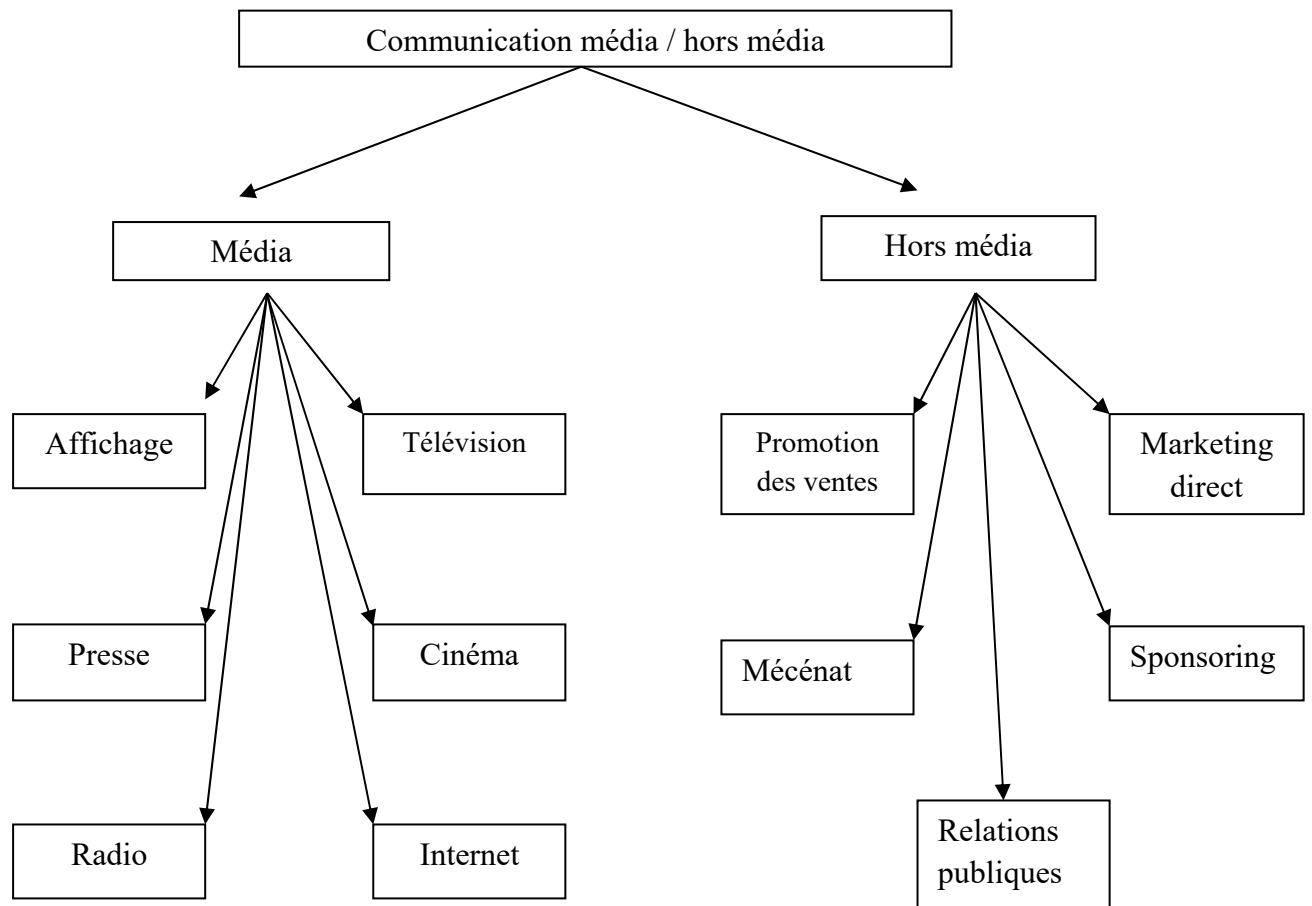 Communication média / hors média
Média
Hors média
Affichage
Télévision
Promotion
des ventes
Marketing
direct
Presse
Cinéma
Mécénat
Sponsoring
Radio
Internet
Relations
publiques